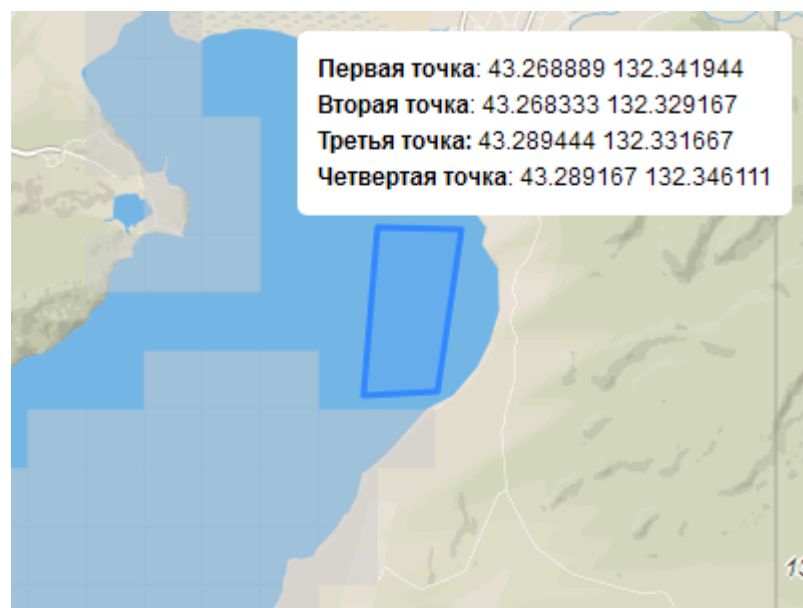 Первая точка: 43.268889 132.341944
Вторая точка: 43.268333 132.329167
Третья точка: 43.289444 132.331667
Четвертая точка: 43.289167 132.346111